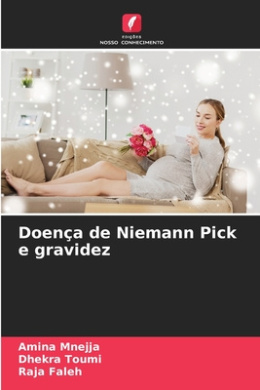 edições
NOSSO CONHECIMENTO
Doença de Niemann Pick
e gravidez
Amina Mnejja
Dhekra Toumi
Raja Faleh